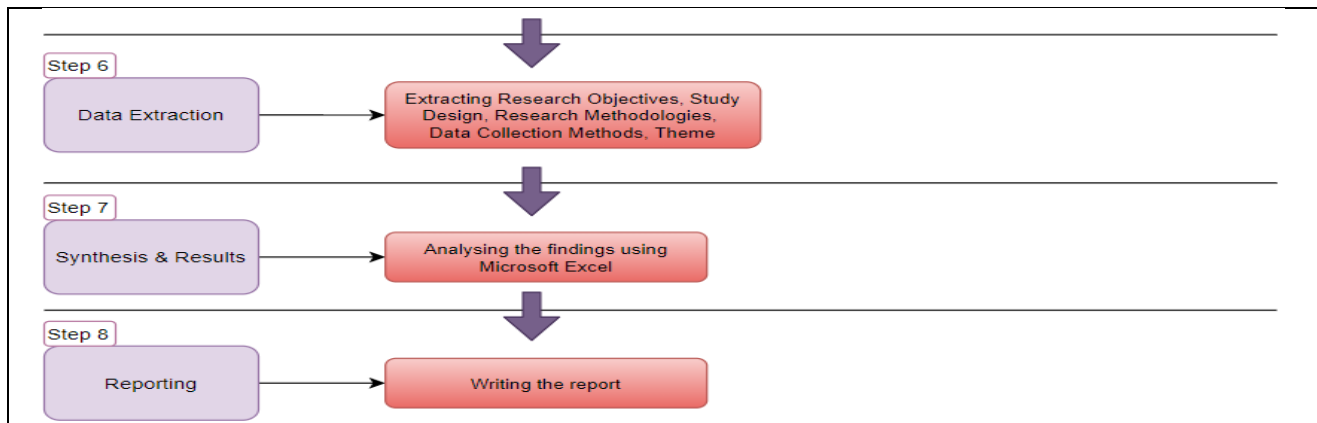 Step 6
Data Extraction
Extracting Research Objectives, Study
Design, Research Methodologies,
Data Collection Methods, Theme
Step 7
Synthesis & Results
Analysing the findings using
Microsoft Excel
Step 8
Reporting
Writing the report